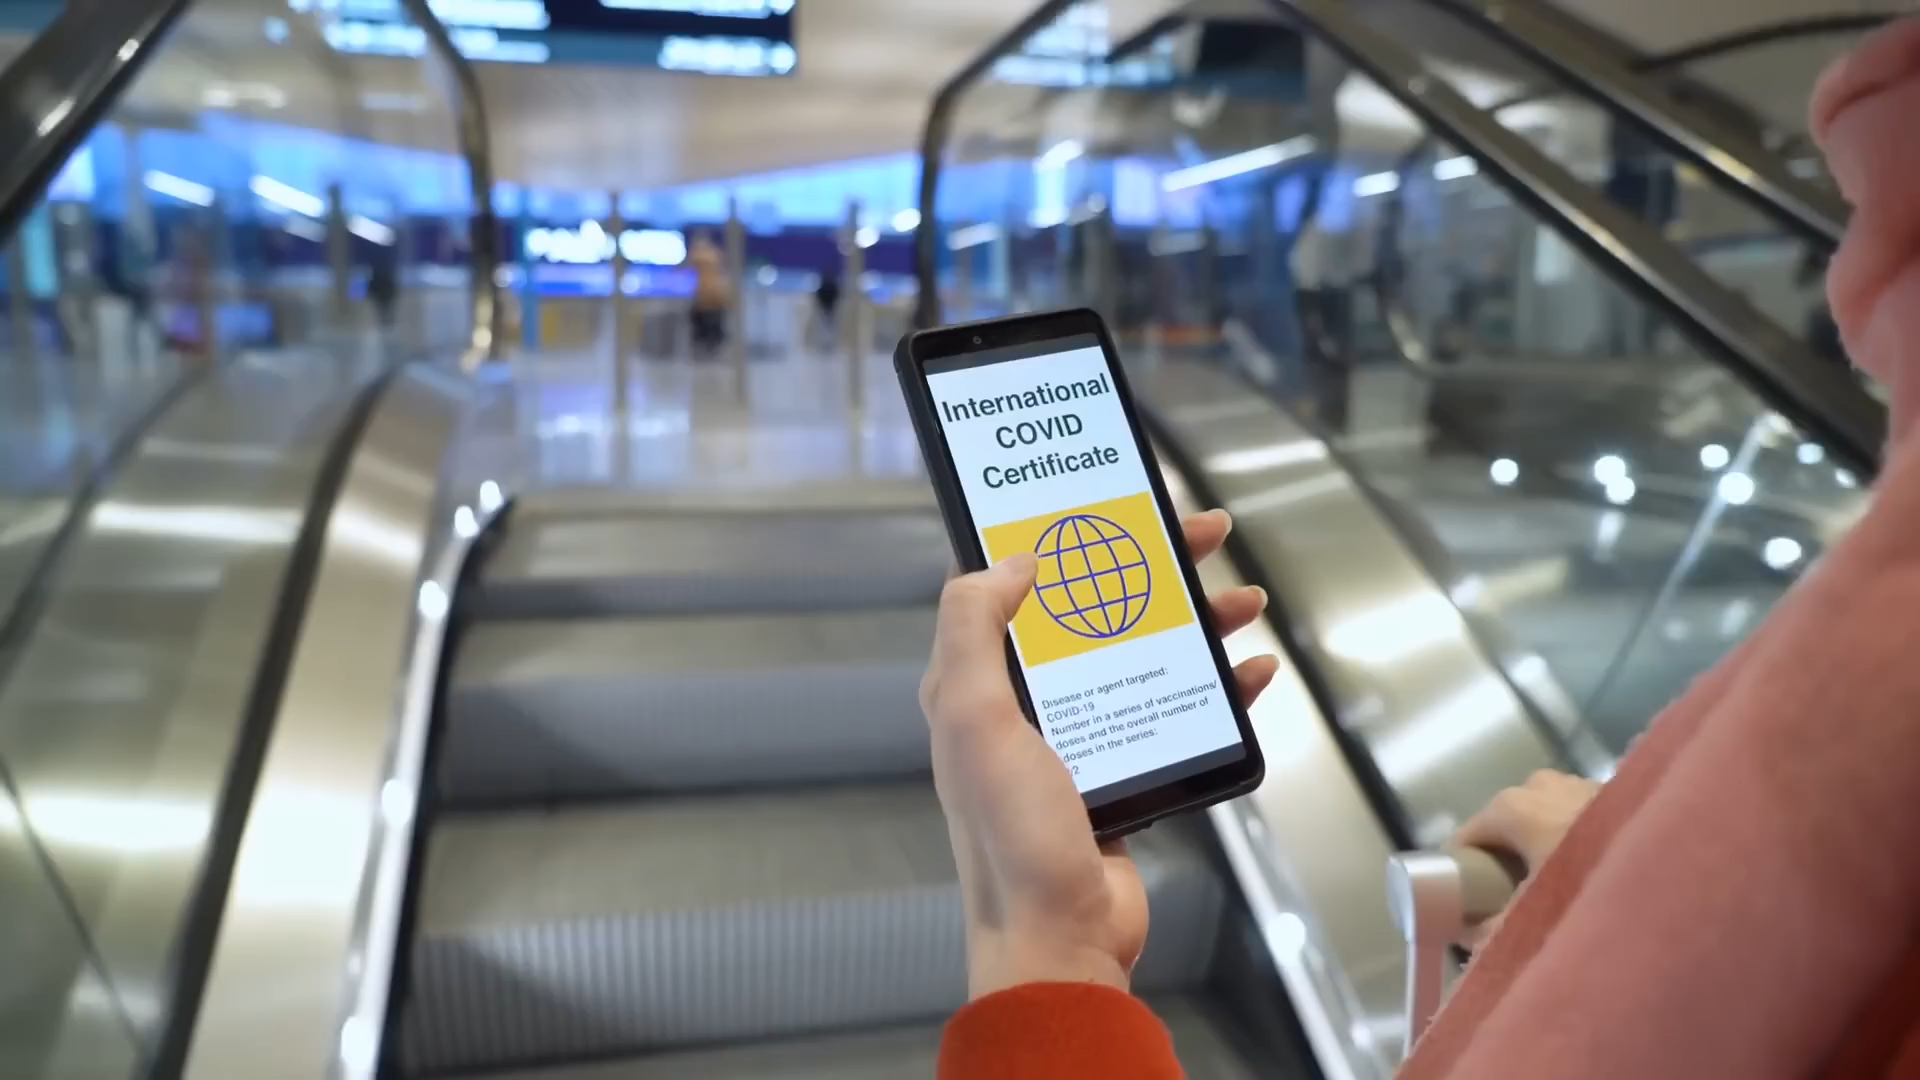 International
COVID
Certificate
Disease or agent targeted:
COVID-19
Number in a series of vaccinations/
doses and the overall number of
doses in the series:
/2